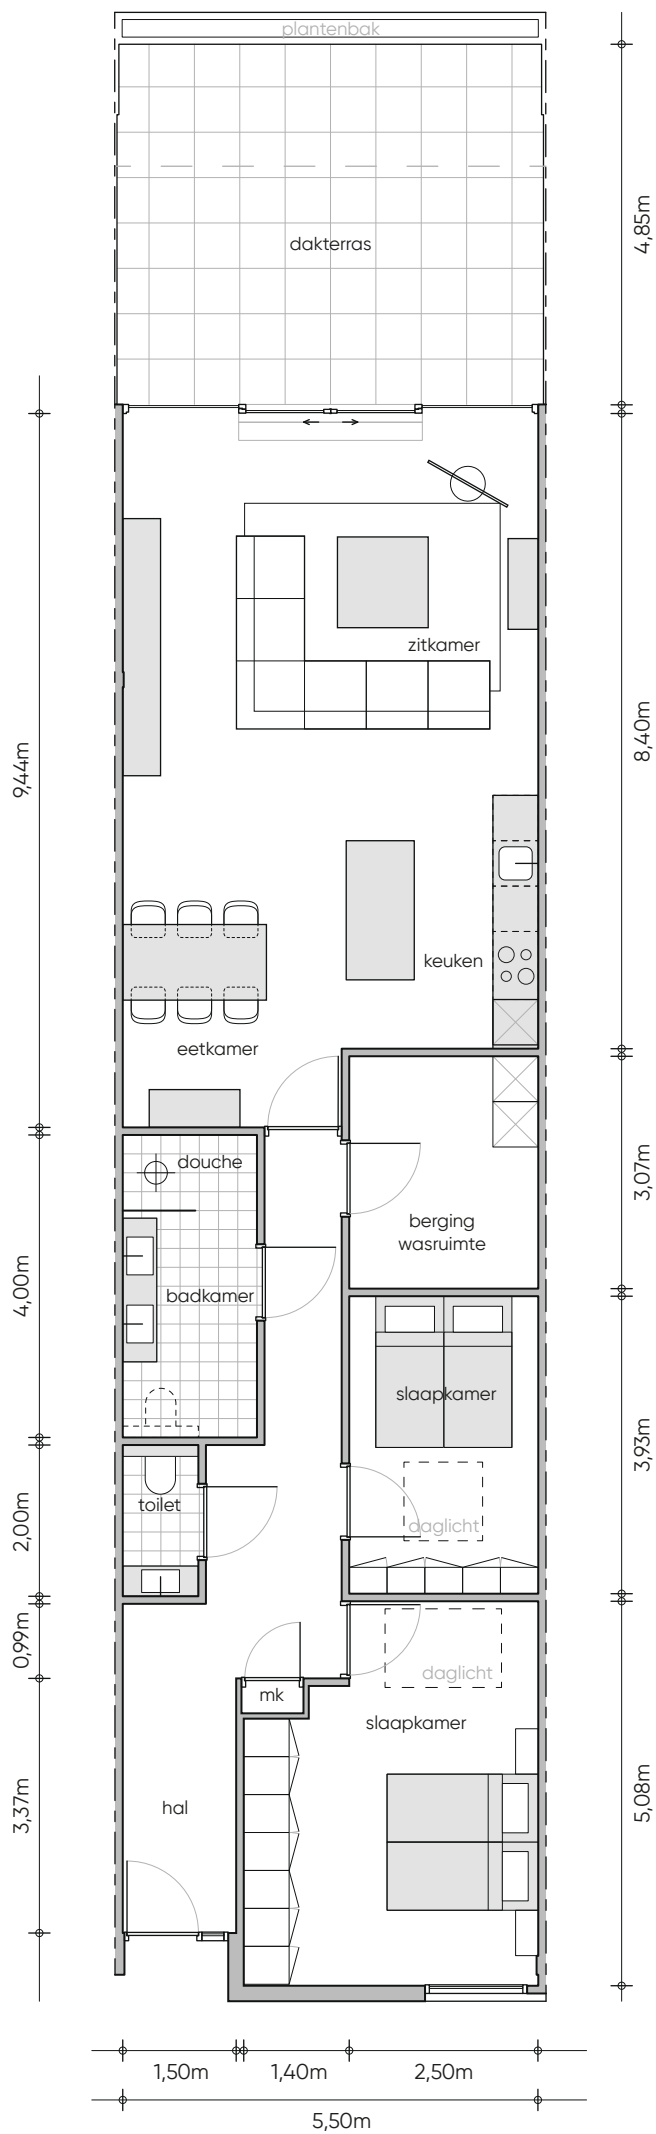 plantenbak
4,85m
dakterras
zitkamer
8,40m
9,44m
keuken
eetkamer
douche
3,07m
berging
wasruimte
4,00m
badkamer
slaapkamer
3,93m
toilet
daglicht
2,00m
0,99m
daglicht
mk
slaapkamer
hal
5,08m
3,37m
1,50m
1,40m
2,50m
5,50m